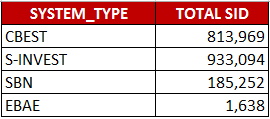 SYSTEM_TYPE TOTAL SID
CBEST 813,969
S-INVEST 933,094
SBN 185,252
EBAE 1,638